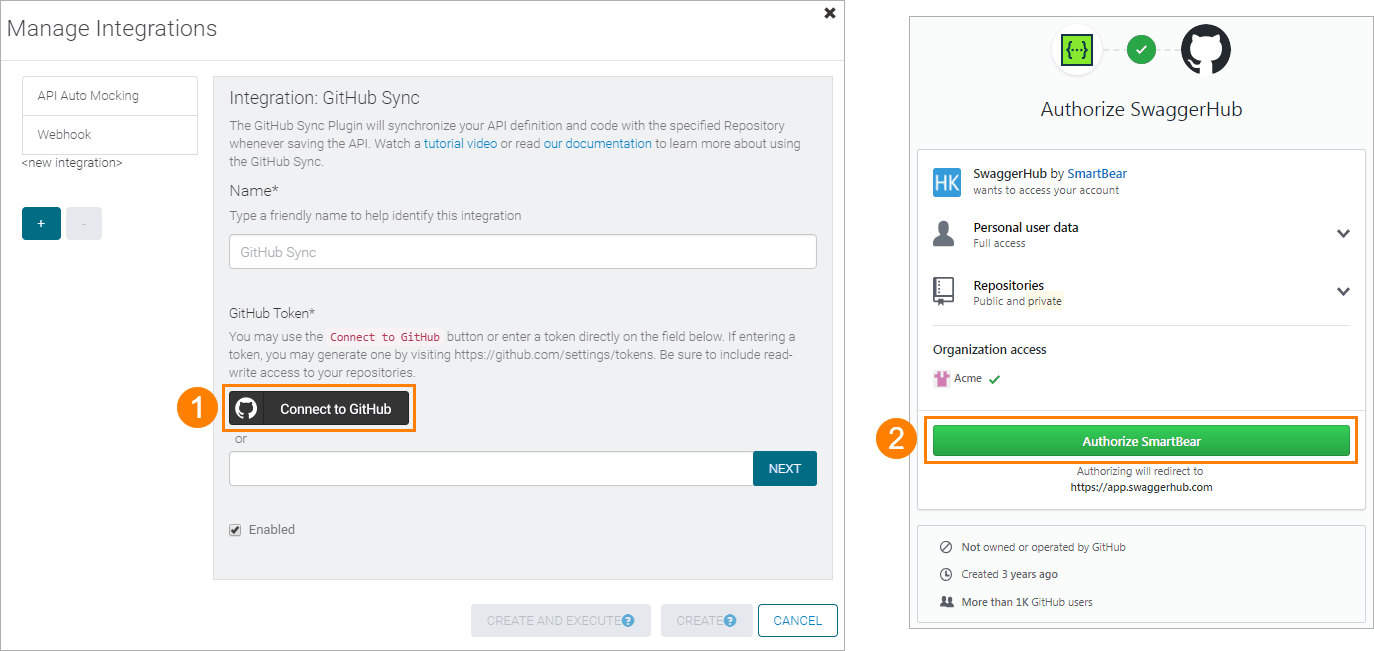 Manage Integrations
API Auto Mocking
Webhook
<new integration>
+
-
Integration: GitHub Sync
The GitHub Sync Plugin will synchronize your API definition and code with the specified Repository
whenever saving the API. Watch a tutorial video or read our documentation to learn more about using
the GitHub Sync.
Name*
Type a friendly name to help identify this integration
GitHub Sync
GitHub Token*
You may use the Connect to GitHub button or enter a token directly on the field below. If entering a
token, you may generate one by visiting https://github.com/settings/tokens. Be sure to include read-
write access to your repositories.
1
Connect to GitHub
or
NEXT
Enabled
CREATE AND EXECUTE?
CREATE?
CANCEL
{···}
Authorize SwaggerHub
HK
SwaggerHub by SmartBear
wants to access your account
Personal user data
Full access
Repositories
Public and private
Organization access
Acme
2
Authorize SmartBear
Authorizing will redirect to
https://app.swaggerhub.com
Not owned or operated by GitHub
Created 3 years ago
More than 1K GitHub users